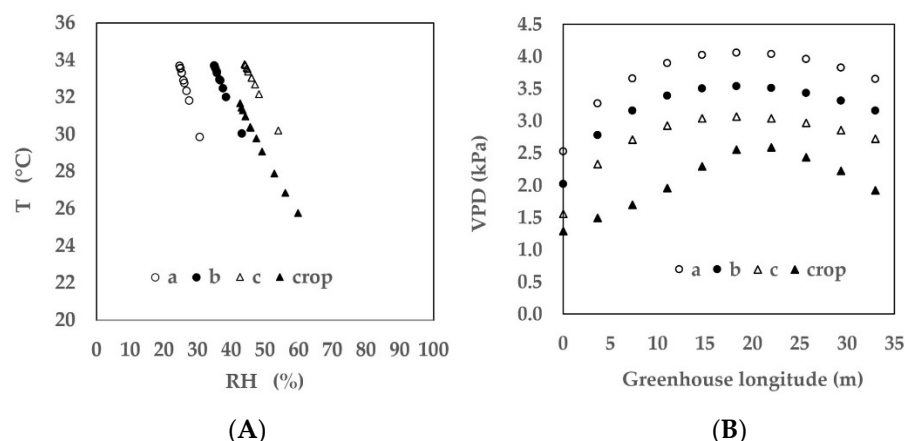 36
34
32
30
28
26
24
22
20
T (°C)
a b c crop
0 10 20 30 40 50 60 70 80 90 100
RH (%)
(A)
4.5
4.0
3.5
3.0
2.5
2.0
1.5
1.0
0.5
0.0
VPD (kPa)
a b c crop
0 5 10 15 20 25 30 35
Greenhouse longitude (m)
(B)